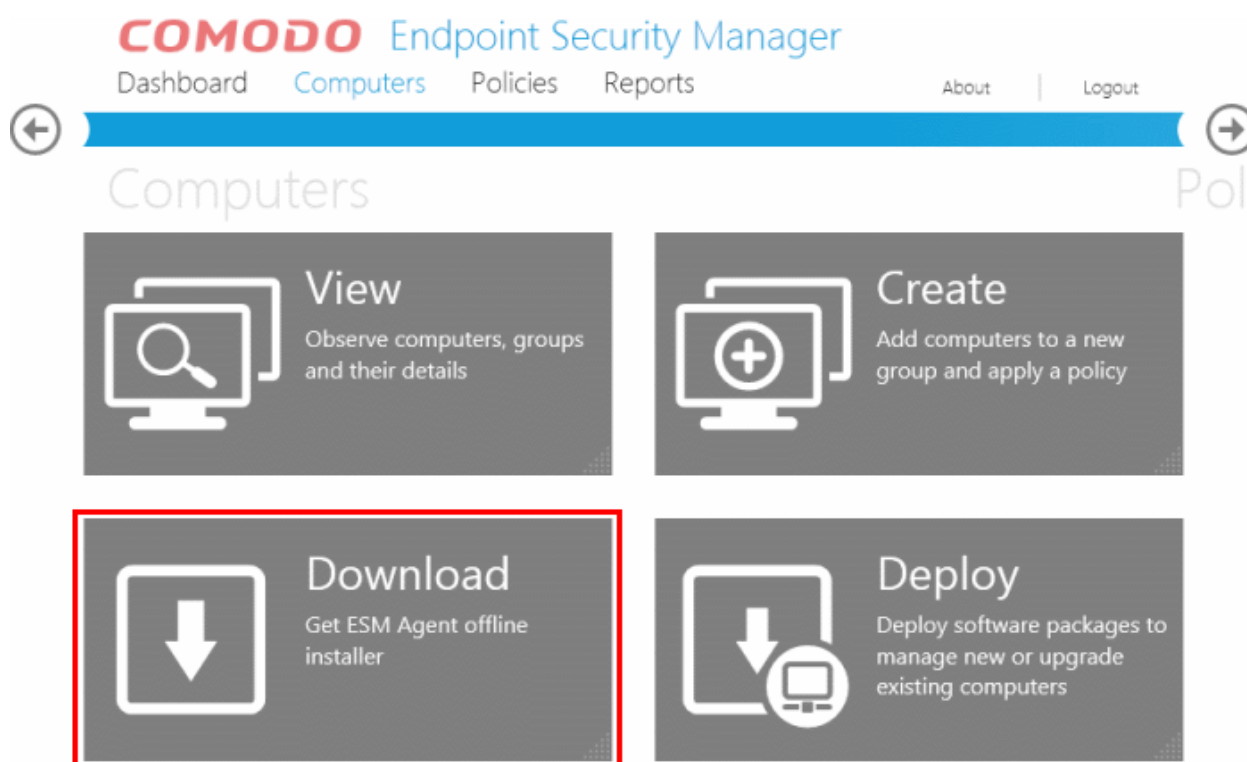 COMODO Endpoint Security Manager
Dashboard Computers Policies Reports About Logout
Computers Pol
View
Observe computers, groups
and their details
Create
Add computers to a new
group and apply a policy
Download
Get ESM Agent offline
installer
Deploy
Deploy software packages to
manage new or upgrade
existing computers